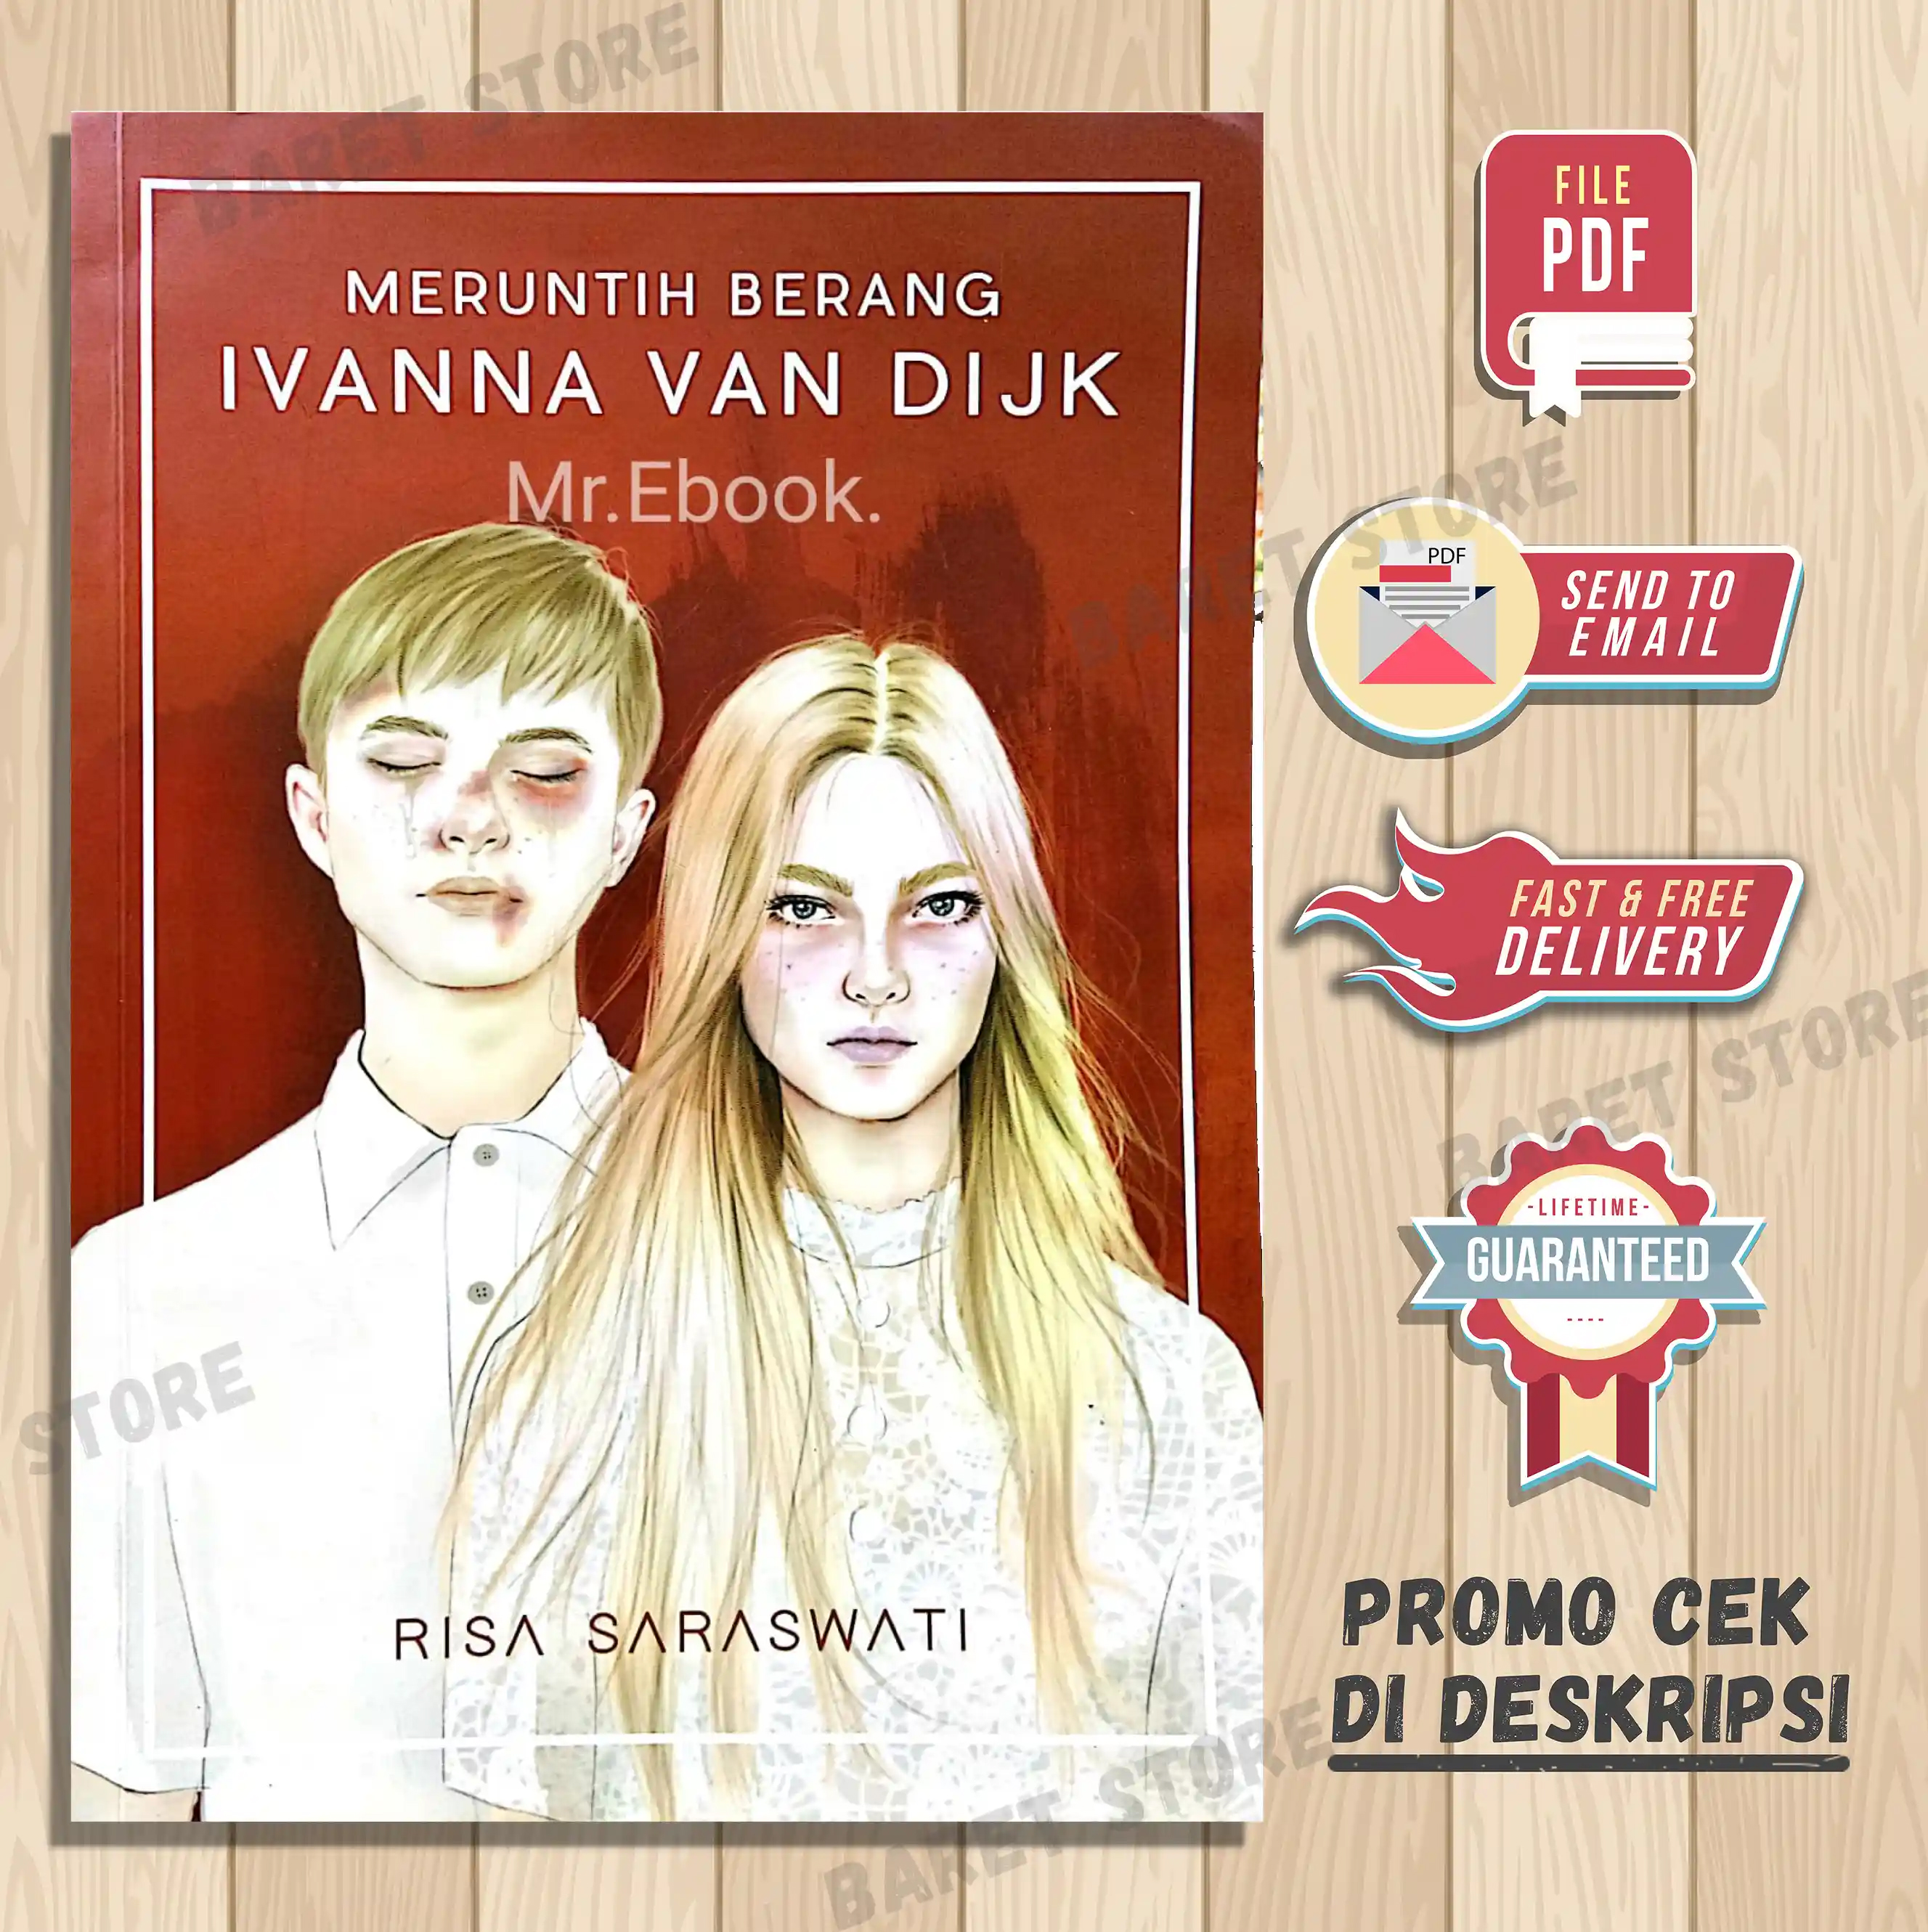 BARET STORE
MERUNTIH BERANG
IVANNA VAN DIJK
Mr.Ebook.
RISA SARASWATI
FILE
PDF
BARET STORE
PDF
SEND TO
EMAIL
FAST & FREE
DELIVERY
BARET STORE
-LIFETIME-
GUARANTEED
----
STORE
PROMO CEK
DI DESKRIPSI
BARET STORE